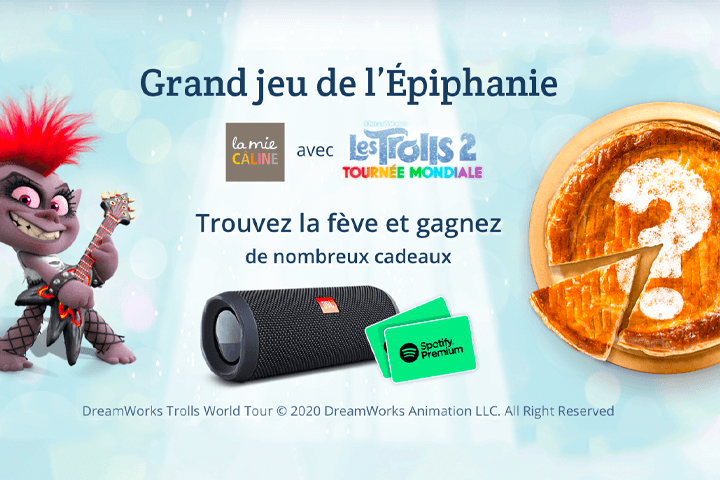 Grand jeu de l'Épiphanie
la mie
CALINE
avec
LES TROLLS 2
TOURNÉE MONDIALE
Trouvez la fève et gagnez
de nombreux cadeaux
JBL
Spotify
Premium
DreamWorks Trolls World Tour © 2020 DreamWorks Animation LLC. All Right Reserved